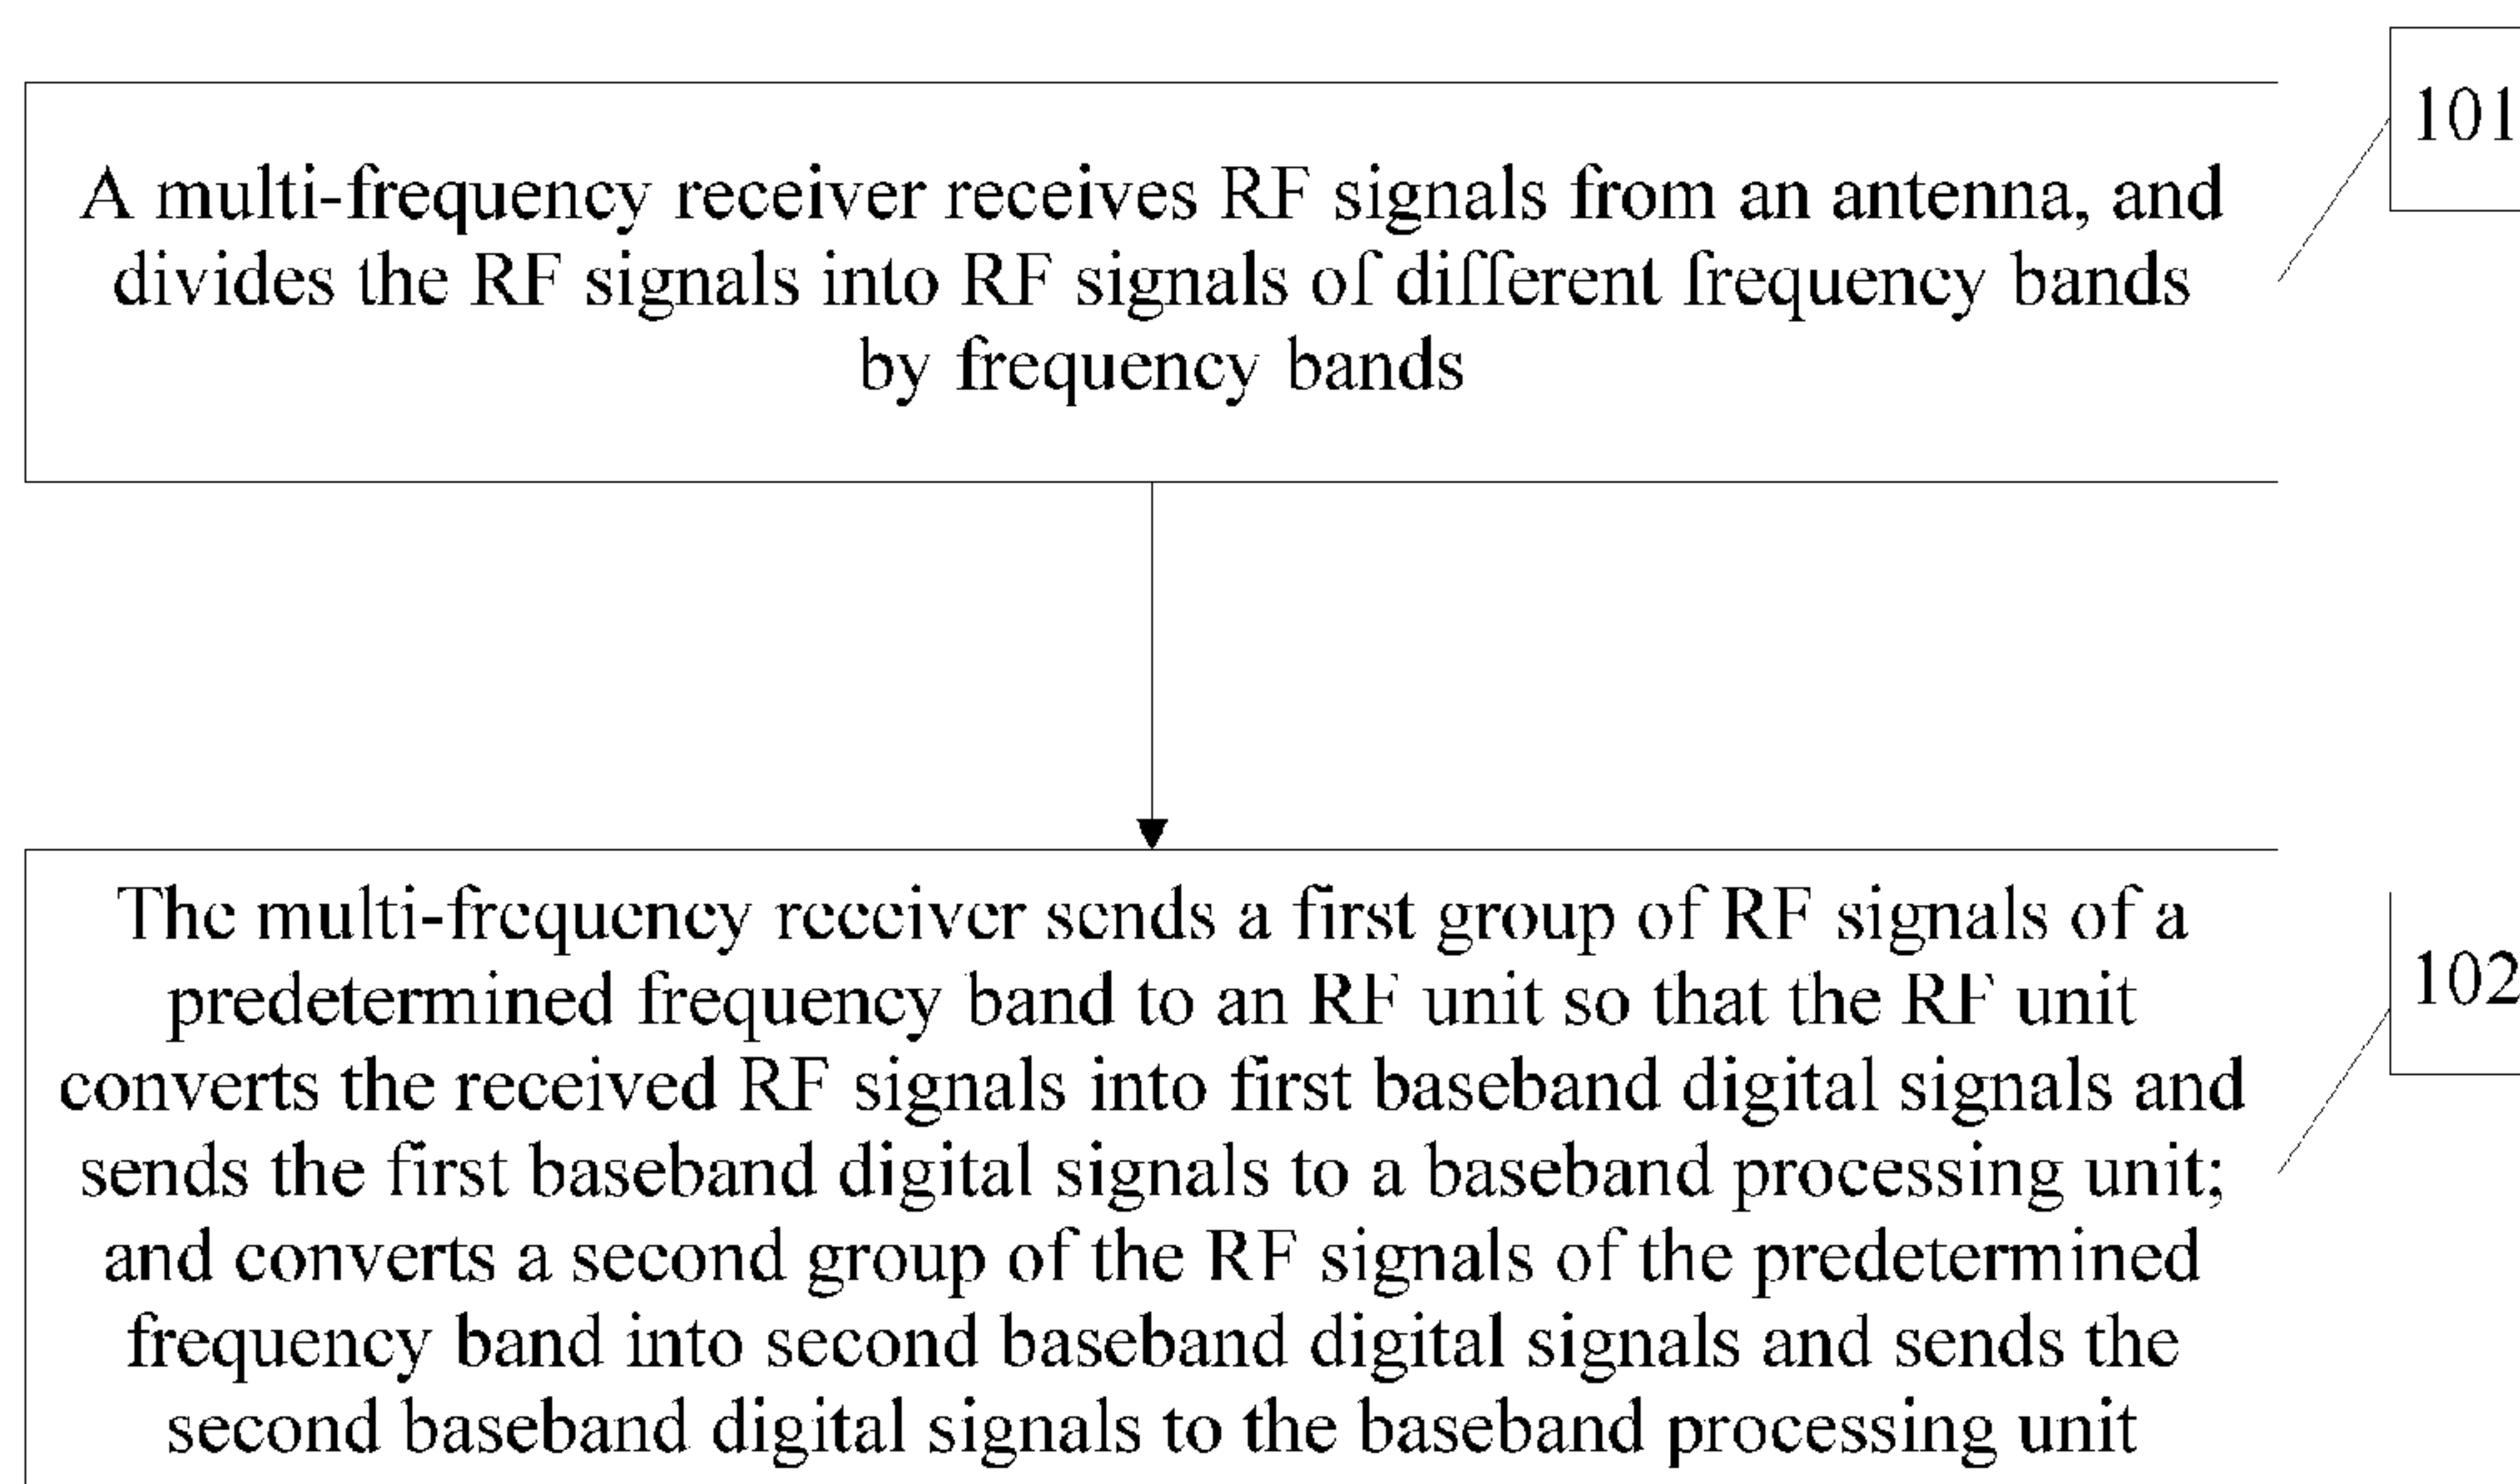 101
A multi-frequency receiver receives RF signals from an antenna, and
divides the RF signals into RF signals of different frequency bands
by frequency bands
The multi-frequency receiver sends a first group of RF signals of a
predetermined frequency band to an RF unit so that the RF unit
102
converts the received RF signals into first baseband digital signals and
sends the first baseband digital signals to a baseband processing unit;
and converts a second group of the RF signals of the predetermined
frequency band into second baseband digital signals and sends the
second baseband digital signals to the baseband processing unit